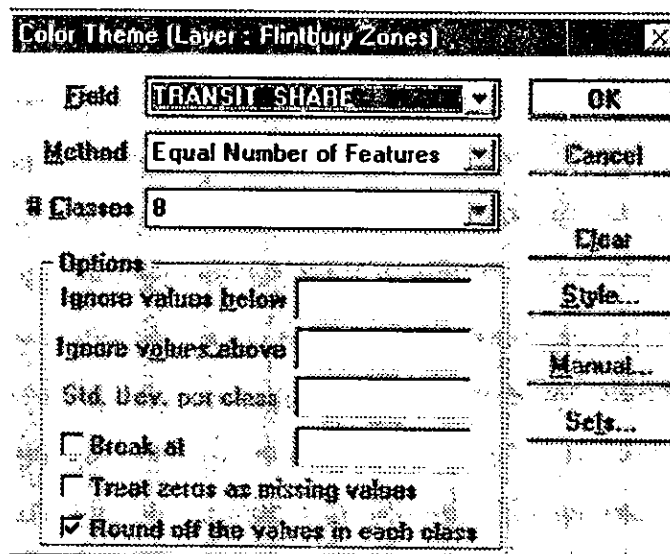 Color Theme (Layer : Flintbury Zones)
Field TRANSIT_SHARE OK
Method Equal Number of Features Cancel
# Classes 8
Clear
Options
Ignore values below Style...
Ignore values above Manual...
Std. Dev. per class Sets...
Break at
Treat zeros as missing values
Round off the values in each class